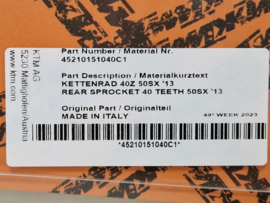 KTM AG
5230 Mattighofen/Austria
www.ktm.com
Part Number / Material Nr.
45210151040C1
Part Description / Materialkurztext
KETTENRAD 40Z 50SX '13
REAR SPROCKET 40 TEETH 50SX '13
Original Part / Originalteil
MADE IN ITALY
49° WEEK 2023
*45210151040C1*